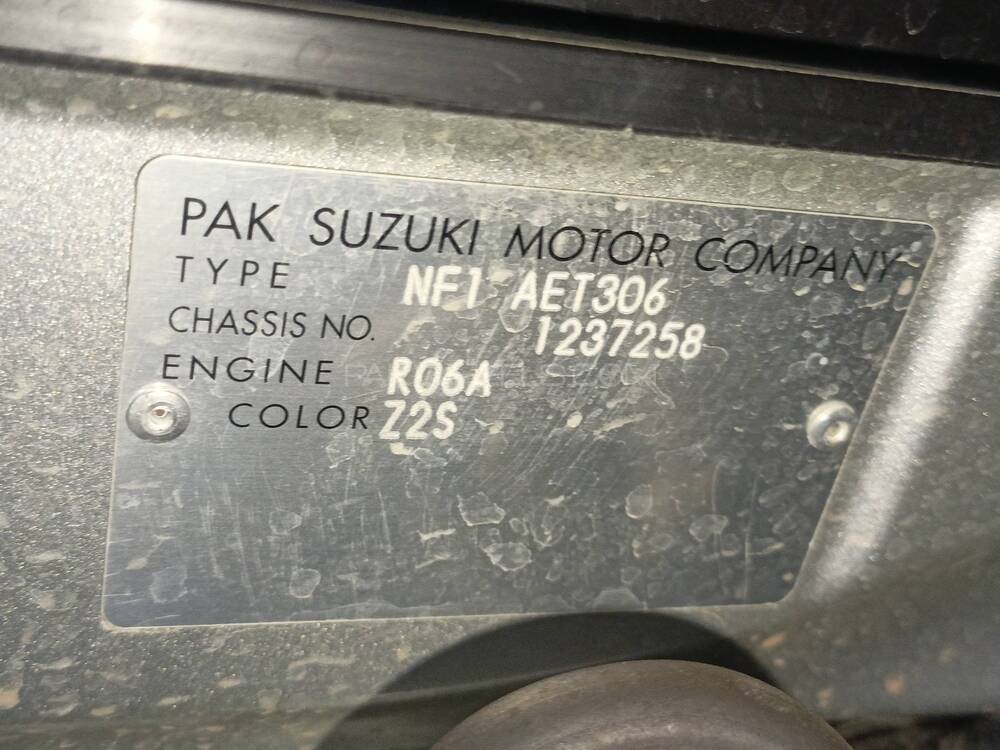 PAK SUZUKI MOTOR COMPANY
TYPE NF1 AET306
CHASSIS NO. 1237258
ENGINE R06A
COLOR Z2S